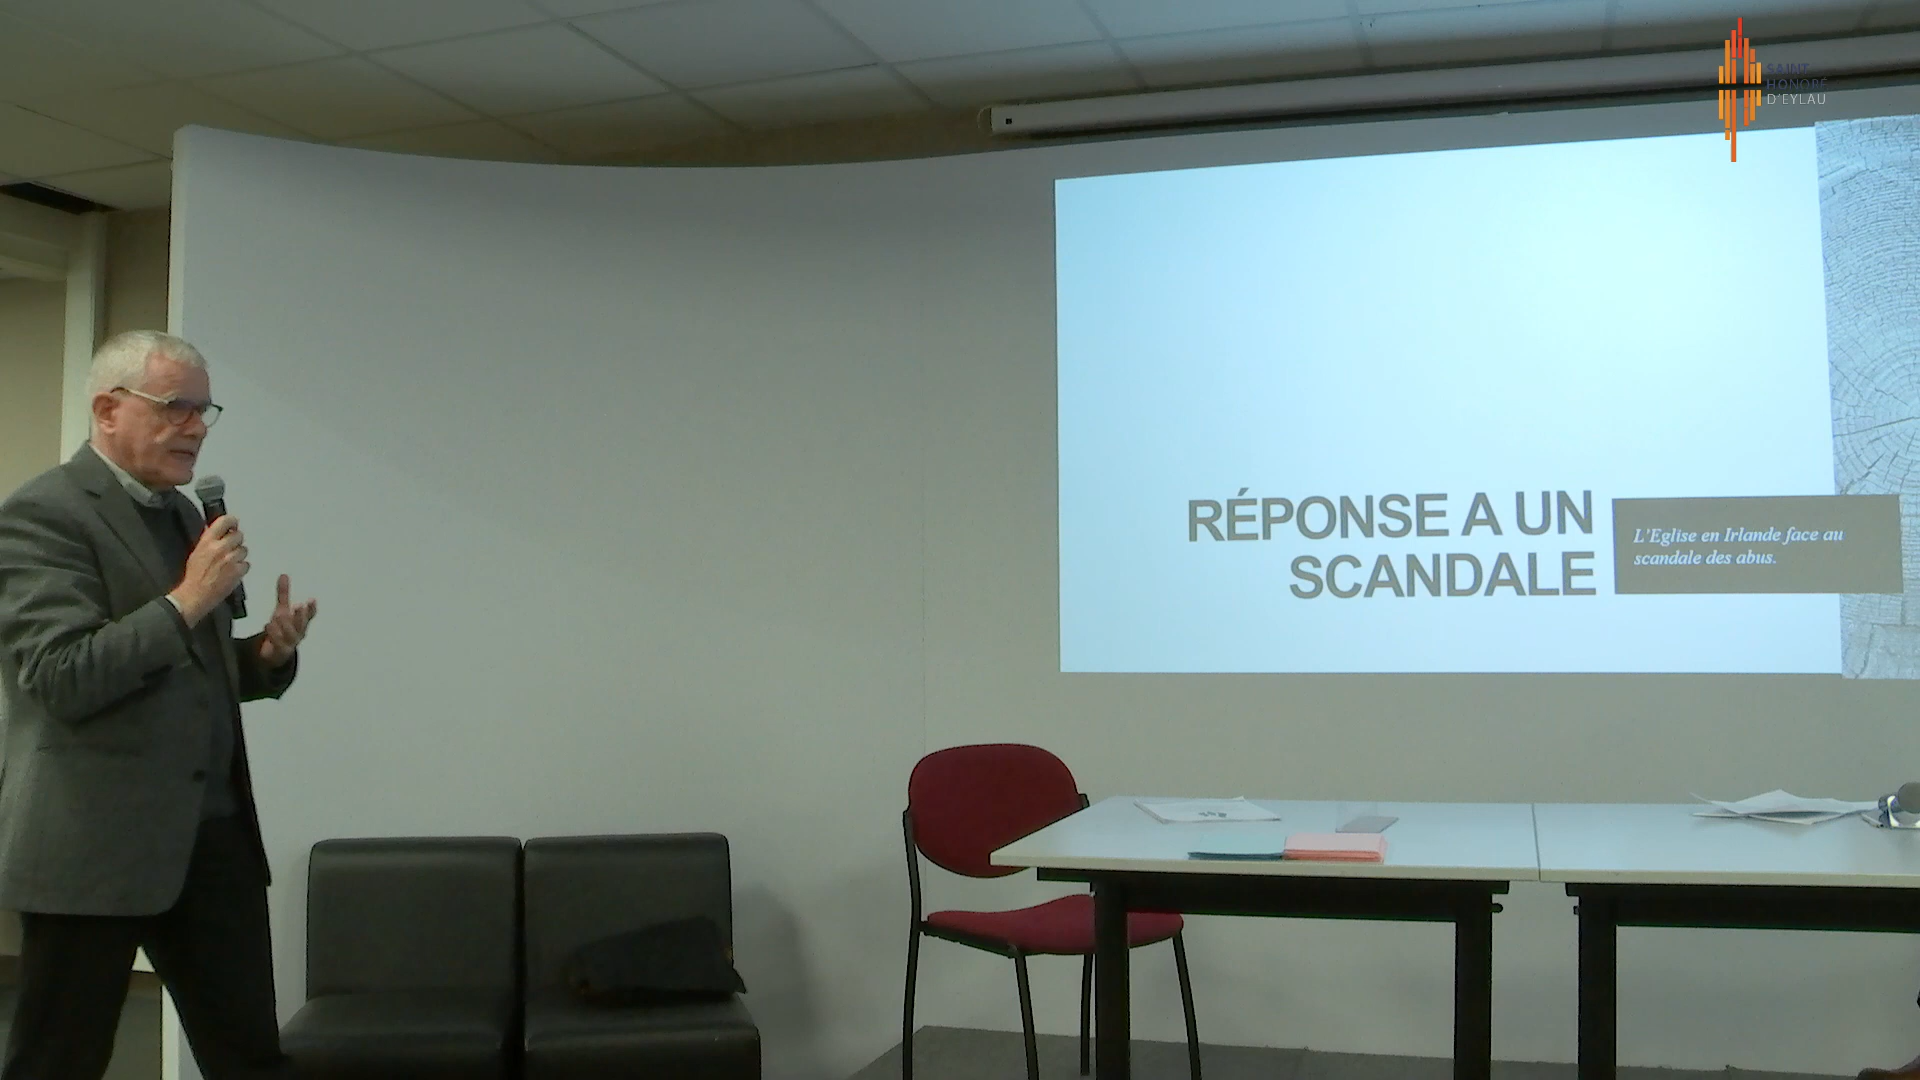 SAINT-
HONORÉ
D'EYLAU
RÉPONSE A UN
SCANDALE
L'Eglise en Irlande face au
scandale des abus.